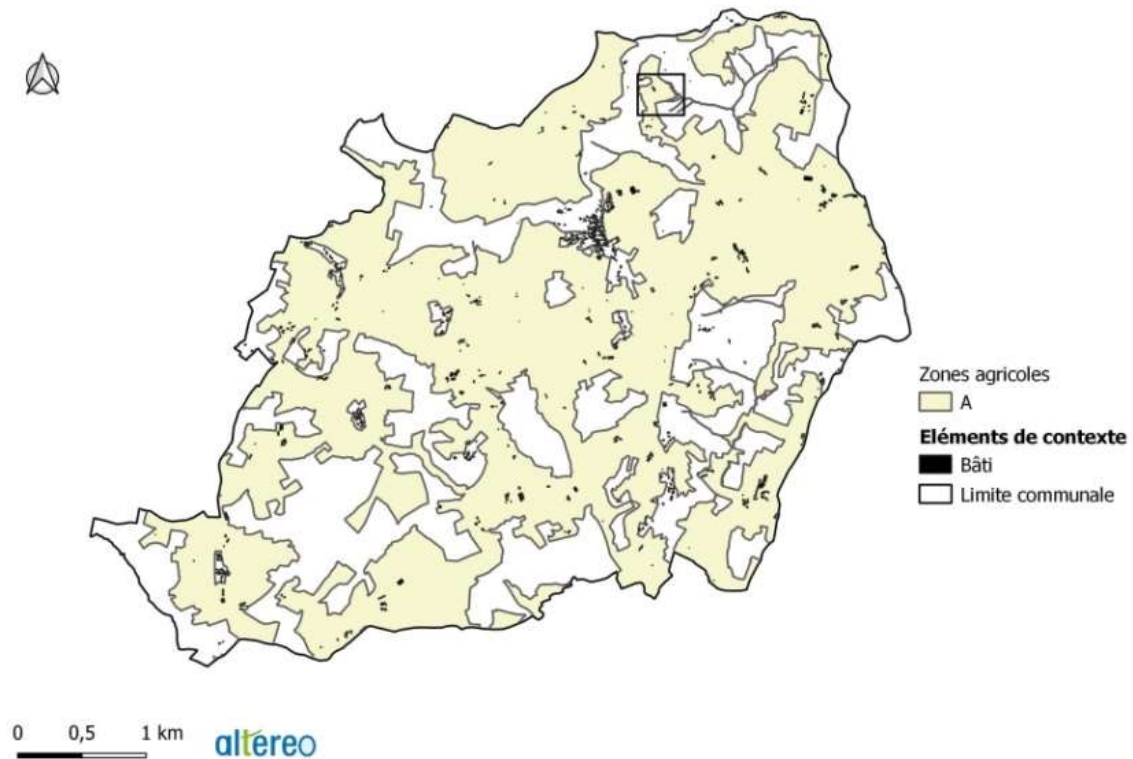 Zones agricoles
A
Eléments de contexte
Bâti
Limite communale
0 0,5 1 km
altereo